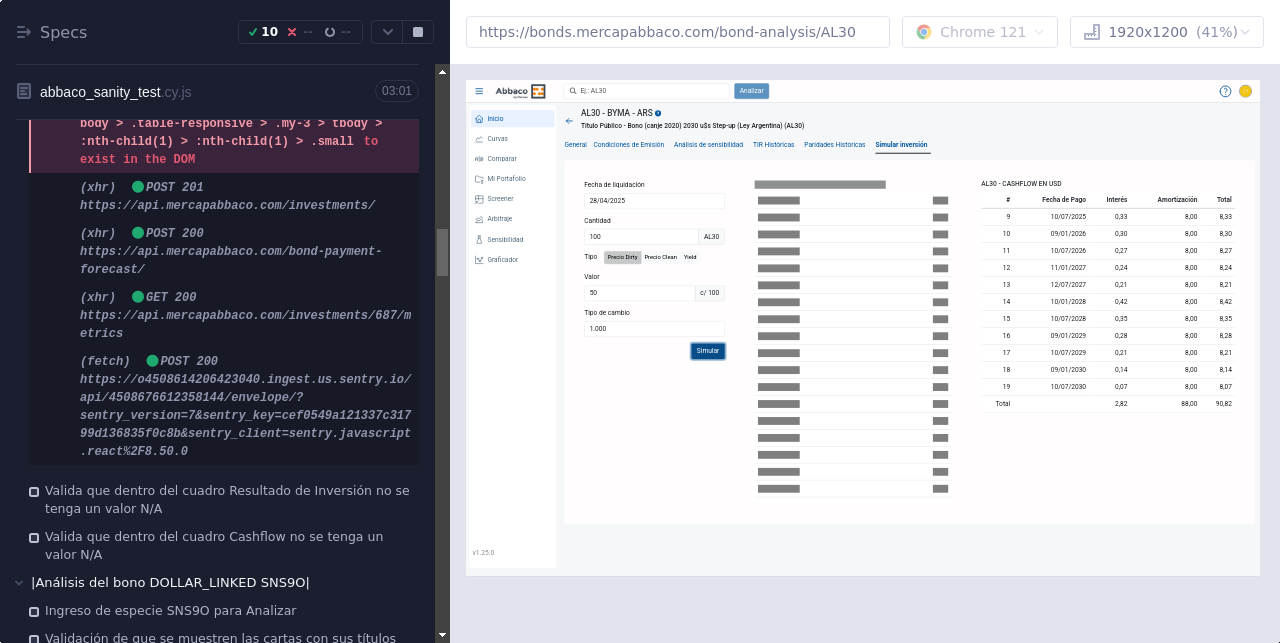 Specs
10
--
--
abbaco_sanity_test.cy.js
03:01
body > .table-responsive > .my-3 > tbody >
:nth-child(1) > :nth-child(1) > .small to
exist in the DOM
(xhr) POST 201
https://api.mercapabbaco.com/investments/
(xhr) POST 200
https://api.mercapabbaco.com/bond-payment-
forecast/
(xhr) GET 200
https://api.mercapabbaco.com/investments/687/m
etrics
(fetch) POST 200
https://o4508614206423040.ingest.us.sentry.io/
api/4508676612358144/envelope/?
sentry_version=7&sentry_key=cef0549a121337c317
99d136835f0c8b&sentry_client=sentry.javascript
.react%2F8.50.0
Valida que dentro del cuadro Resultado de Inversión no se
tenga un valor N/A
Valida que dentro del cuadro Cashflow no se tenga un
valor N/A
|Análisis del bono DOLLAR_LINKED SNS9O|
Ingreso de especie SNS9O para Analizar
Validación de que se muestren las cartas con sus títulos
https://bonds.mercapabbaco.com/bond-analysis/AL30
Chrome 121
1920x1200 (41%)
Abbaco
Ej.: AL30
Analizar
Inicio
Curvas
Comparar
Mi Portafolio
Screener
Arbitraje
Sensibilidad
Graficador
v1.25.0
AL30 - BYMA - ARS
Título Público - Bono (canje 2020) 2030 u$s Step-up (Ley Argentina) (AL30)
General Condiciones de Emisión Análisis de sensibilidad TIR Históricas Paridades Históricas Simular inversión
Fecha de liquidación
28/04/2025
Cantidad
100 AL30
Tipo Precio Dirty Precio Clean Yield
Valor
50 c/ 100
Tipo de cambio
1.000
Simular
AL30 - CASHFLOW EN USD
# Fecha de Pago Interés Amortización Total
9 10/07/2025 0,33 8,00 8,33
10 09/01/2026 0,30 8,00 8,30
11 10/07/2026 0,27 8,00 8,27
12 11/01/2027 0,24 8,00 8,24
13 12/07/2027 0,21 8,00 8,21
14 10/01/2028 0,42 8,00 8,42
15 10/07/2028 0,35 8,00 8,35
16 09/01/2029 0,28 8,00 8,28
17 10/07/2029 0,21 8,00 8,21
18 09/01/2030 0,14 8,00 8,14
19 10/07/2030 0,07 8,00 8,07
Total 2,82 88,00 90,82